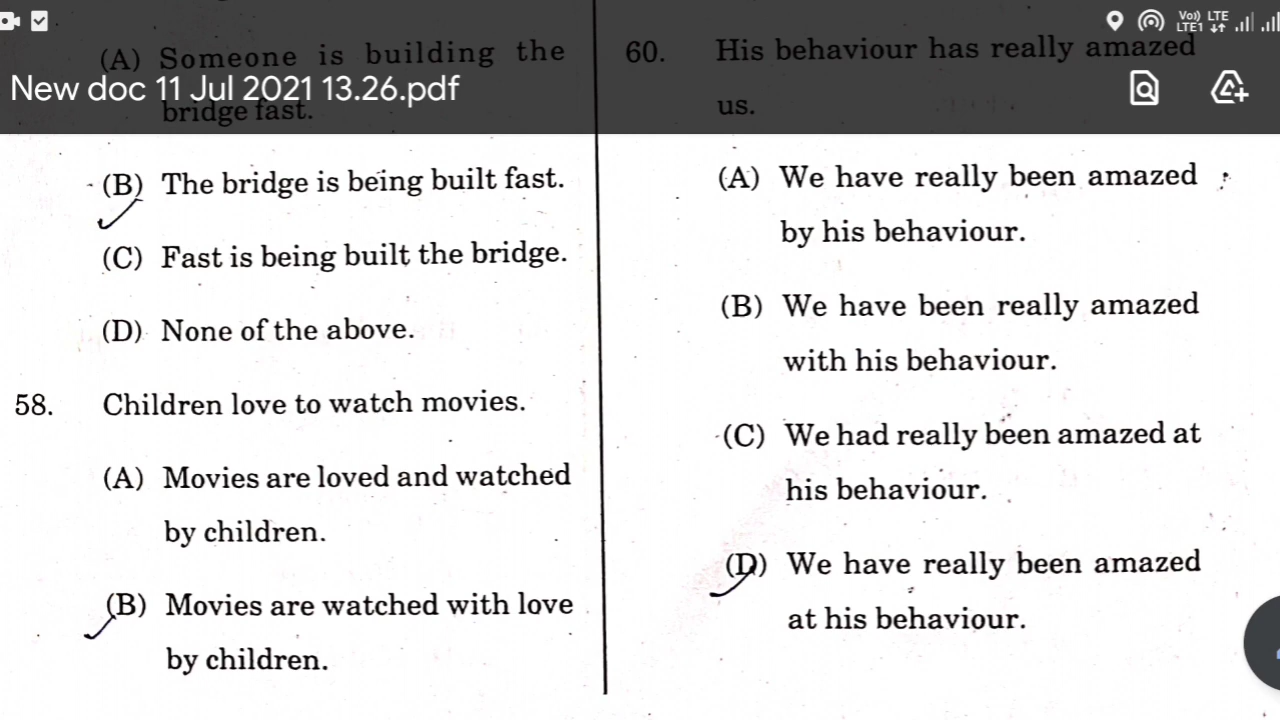 Vo) LTE
LTE1
New doc 11 Jul 2021 13.26.pdf
(A) Someone is building the
bridge fast.
(B) The bridge is being built fast.
(C) Fast is being built the bridge.
(D) None of the above.
58. Children love to watch movies.
(A) Movies are loved and watched
by children.
(B) Movies are watched with love
by children.
60. His behaviour has really amazed
us.
(A) We have really been amazed
by his behaviour.
(B) We have been really amazed
with his behaviour.
(C) We had really been amazed at
his behaviour.
(D) We have really been amazed
at his behaviour.